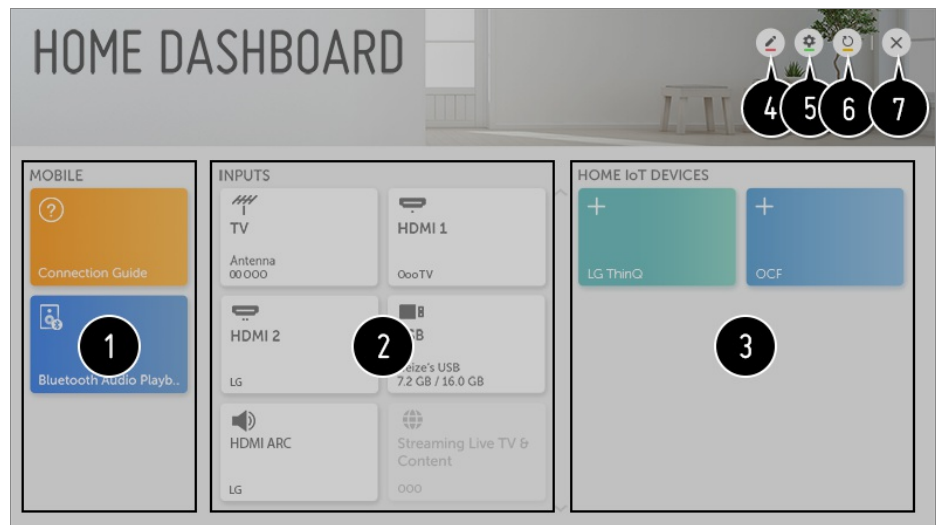 HOME DASHBOARD
4 5 6 7
MOBILE
Connection Guide
1
Bluetooth Audio Playb..
INPUTS
TV
Antenna
00 000
HDMI 1
OooTV
HDMI 2
LG
2
7.2 GB / 16.0 GB
HDMI ARC
LG
Streaming Live TV &
Content
000
HOME IoT DEVICES
LG ThinQ
OCF
3